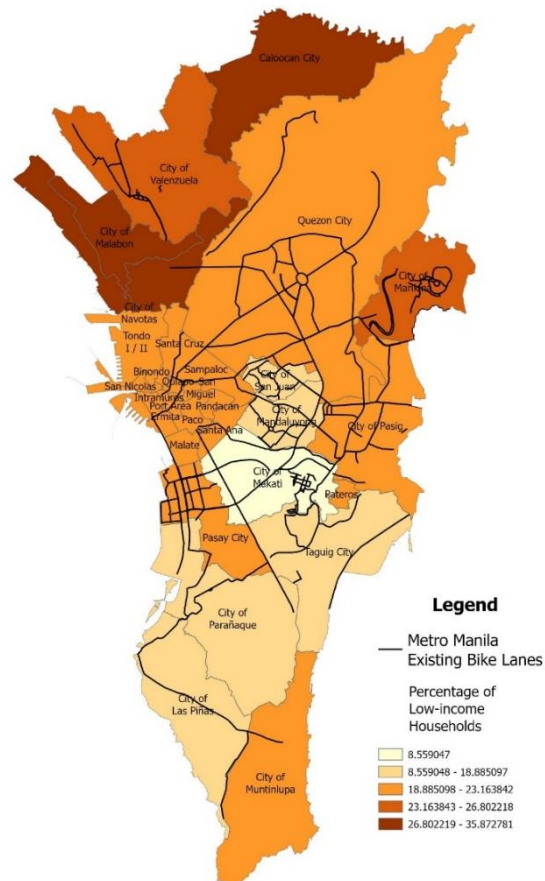 Caloocan City
City of
Valenzuela
City of
Malabon
Quezon City
City of
Marikina
City of
Navotas
Tondo
I / II
Santa Cruz
Sampaloc
Binondo
Quiapo
San
Miguel
San Nicolas
Intramuros
Port Area
Pandacan
Ermita
Paco
Santa Ana
Malate
City of
San Juan
City of
Mandaluyong
City of Pasig
City of
Makati
Pateros
Pasay City
Taguig City
City of
Parañaque
City of
Las Piñas
City of
Muntinlupa
Legend
Metro Manila
Existing Bike Lanes
Percentage of
Low-income
Households
8.559047
8.559048 - 18.885097
18.885098 - 23.163842
23.163843 - 26.802218
26.802219 - 35.872781